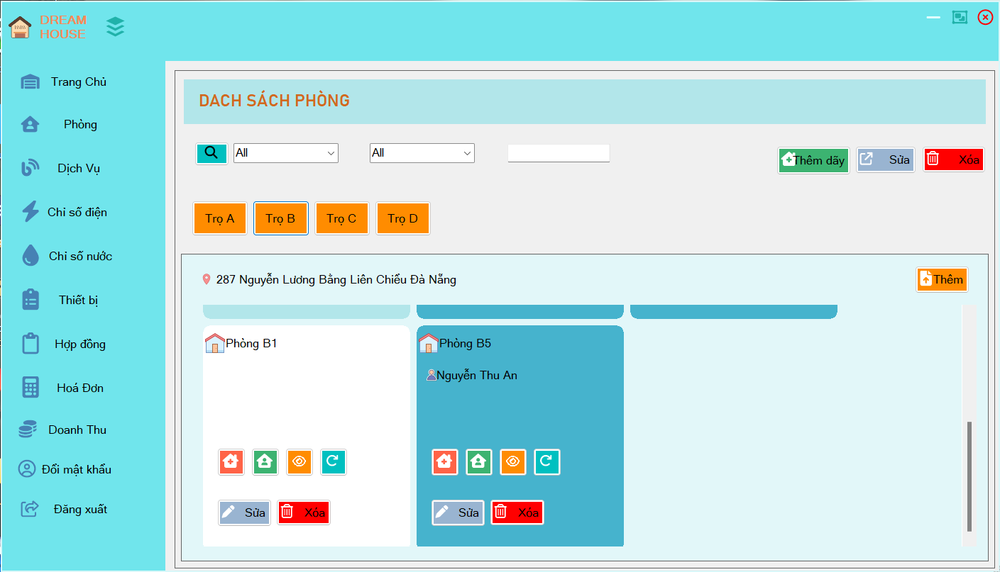 DREAM
HOUSE
Trang Chủ
Phòng
Dịch Vụ
Chỉ số điện
Chỉ số nước
Thiết bị
Hợp đồng
Hoá Đơn
Doanh Thu
Đổi mật khẩu
Đăng xuất
DACH SÁCH PHÒNG
All
All
Thêm dãy
Sửa
Xóa
Trọ A
Trọ B
Trọ C
Trọ D
287 Nguyễn Lương Bằng Liên Chiểu Đà Nẵng
Thêm
Phòng B1
Sửa
Xóa
Phòng B5
Nguyễn Thu An
Sửa
Xóa